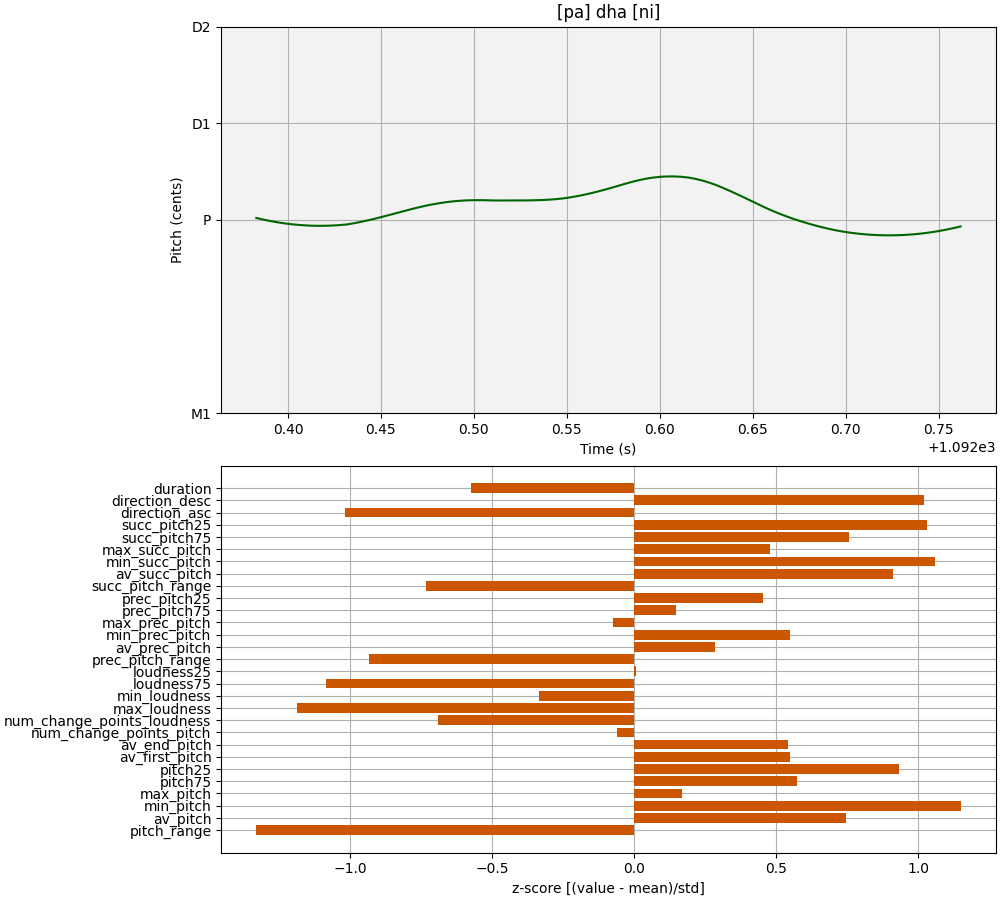 [pa] dha [ni]
D2
D1
P
M1
Pitch (cents)
0.40 0.45 0.50 0.55 0.60 0.65 0.70 0.75
Time (s)
+1.092e3
duration
direction_desc
direction_asc
succ_pitch25
succ_pitch75
max_succ_pitch
min_succ_pitch
av_succ_pitch
succ_pitch_range
prec_pitch25
prec_pitch75
max_prec_pitch
min_prec_pitch
av_prec_pitch
prec_pitch_range
loudness25
loudness75
min_loudness
max_loudness
num_change_points_loudness
num_change_points_pitch
av_end_pitch
av_first_pitch
pitch25
pitch75
max_pitch
min_pitch
av_pitch
pitch_range
−1.0 −0.5 0.0 0.5 1.0
z-score [(value - mean)/std]